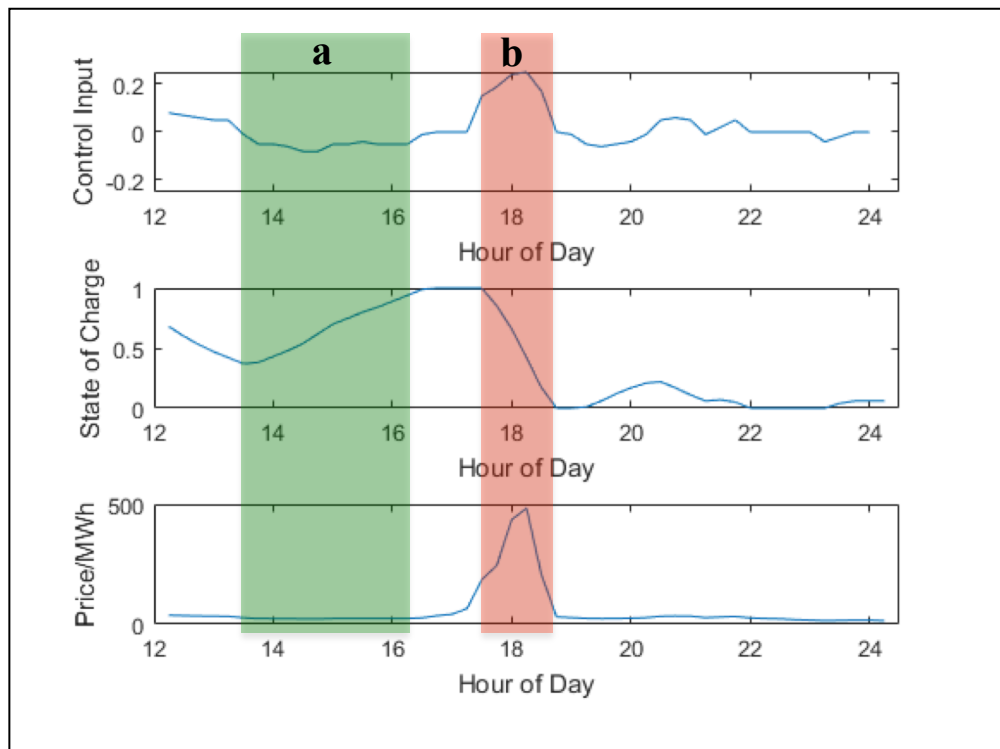 a b
Control Input
0.2
0
-0.2
12 14 16 18 20 22 24
Hour of Day
State of Charge
1
0.5
0
12 14 16 18 20 22 24
Hour of Day
Price/MWh
500
0
12 14 16 18 20 22 24
Hour of Day